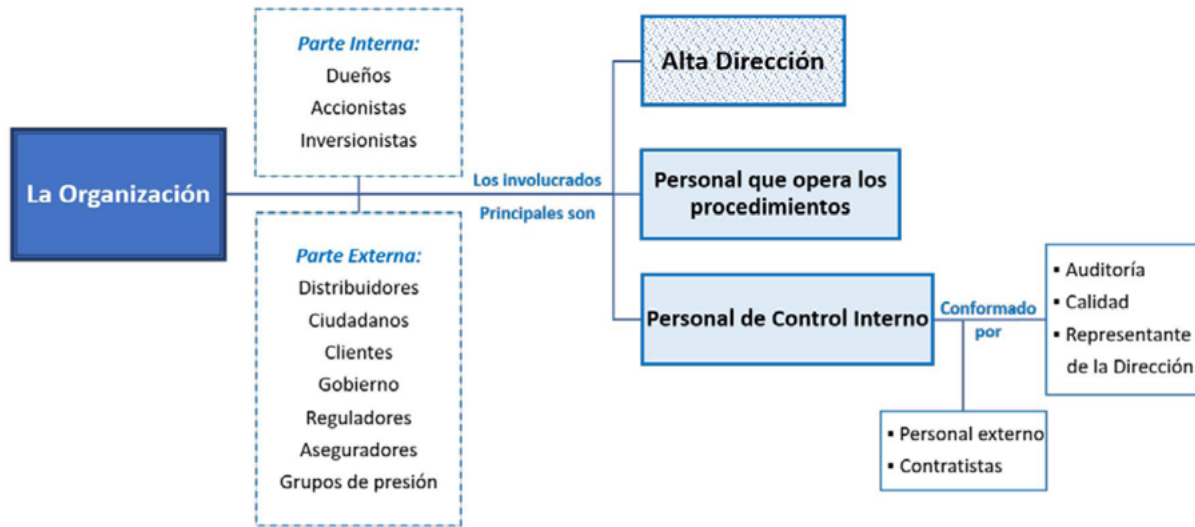 La Organización
Parte Interna:
Dueños
Accionistas
Inversionistas
Parte Externa:
Distribuidores
Ciudadanos
Clientes
Gobierno
Reguladores
Aseguradores
Grupos de presión
Los involucrados
Principales son
Alta Dirección
Personal que opera los
procedimientos
Personal de Control Interno
Conformado
por
▪ Auditoría
▪ Calidad
▪ Representante
de la Dirección
▪ Personal externo
▪ Contratistas